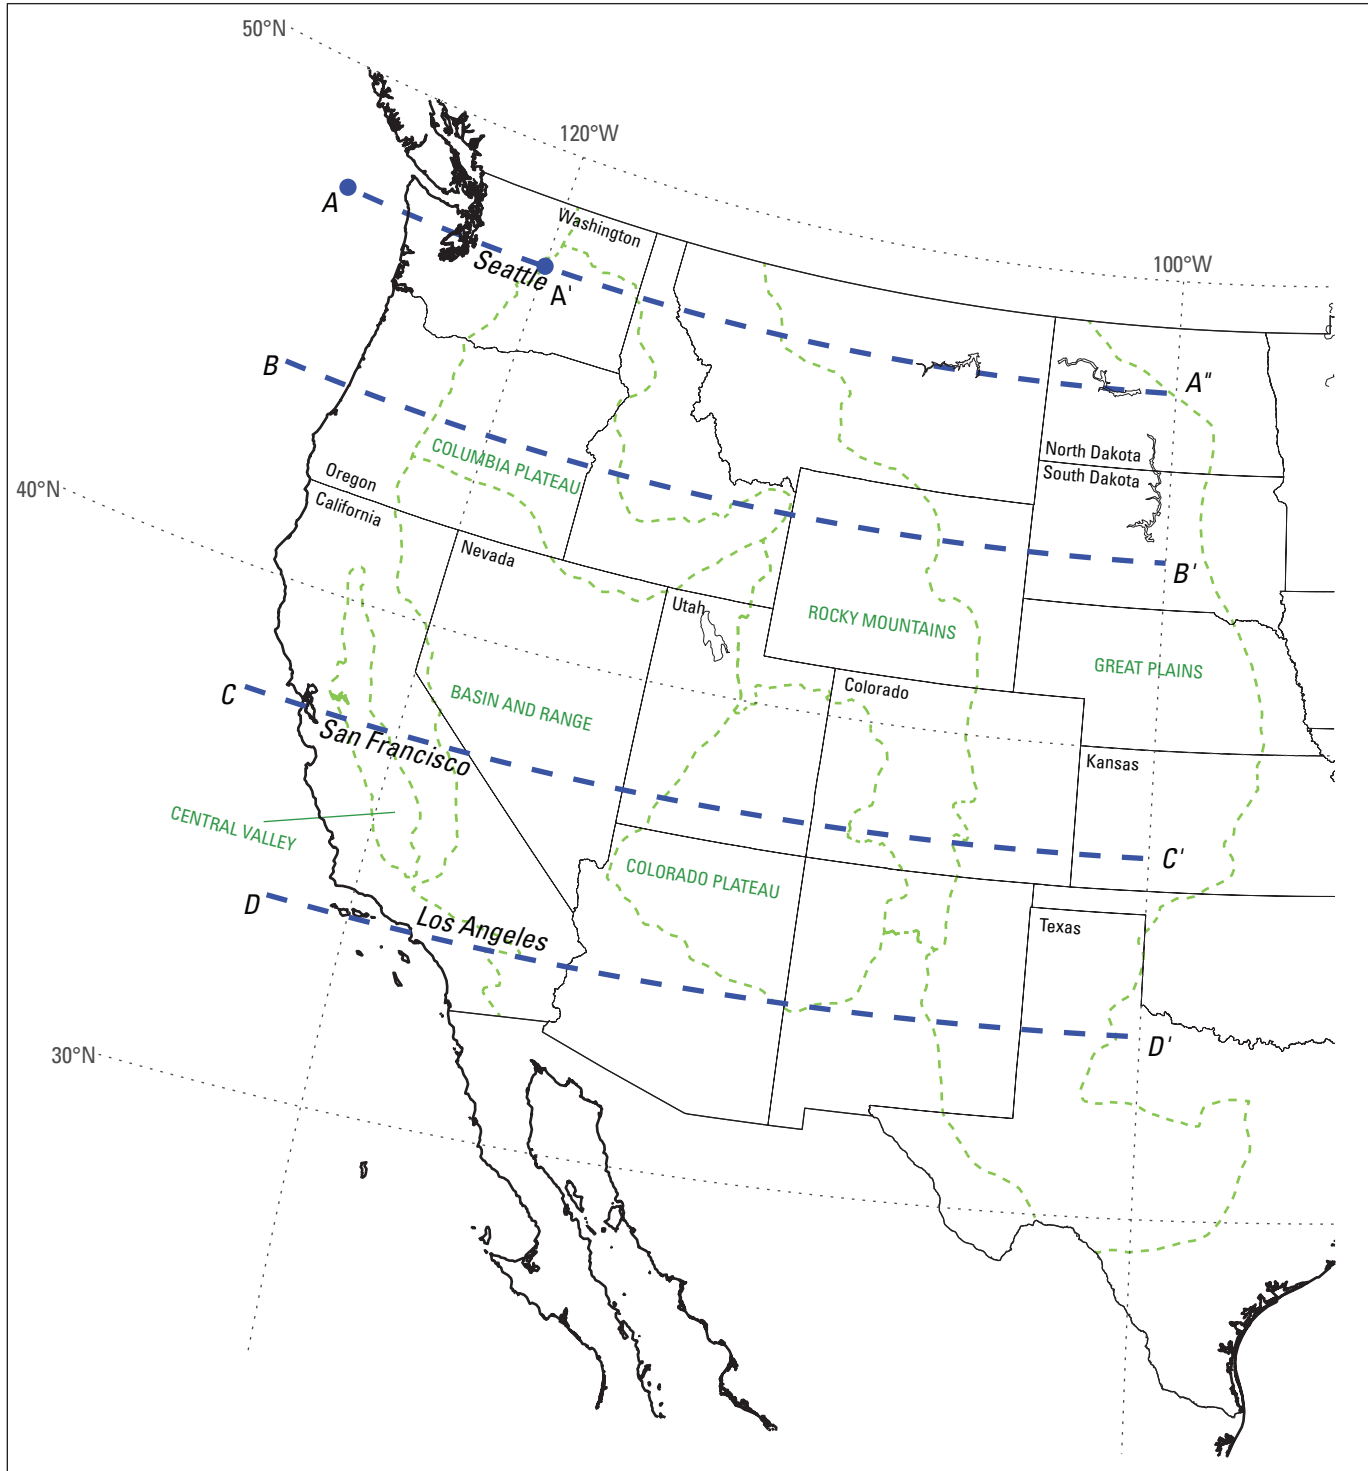 50°N
120°W
A
Washington
Seattle
A'
100°W
B
A"
COLUMBIA PLATEAU
North Dakota
South Dakota
40°N
Oregon
California
Nevada
B'
Utah
ROCKY MOUNTAINS
GREAT PLAINS
C
BASIN AND RANGE
Colorado
San Francisco
Kansas
CENTRAL VALLEY
C'
COLORADO PLATEAU
D
Los Angeles
Texas
D'
30°N